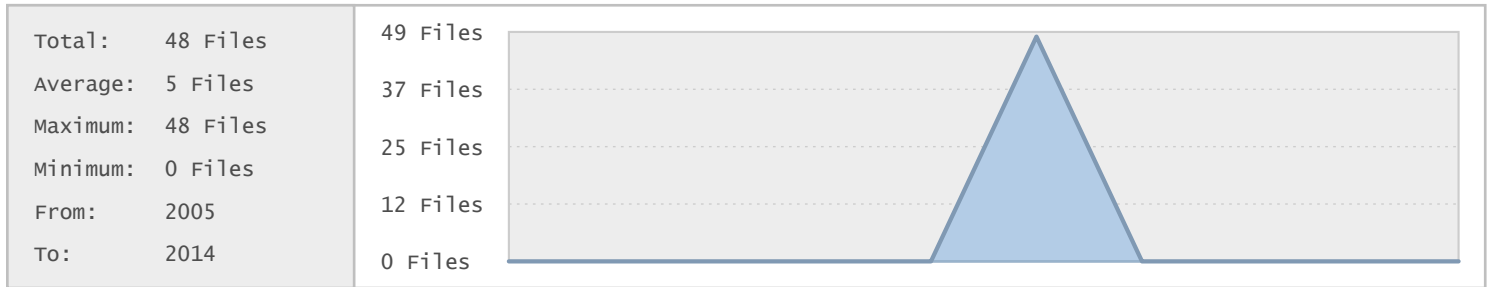 Total: 48 Files
Average: 5 Files
Maximum: 48 Files
Minimum: 0 Files
From: 2005
To: 2014
49 Files
37 Files
25 Files
12 Files
0 Files